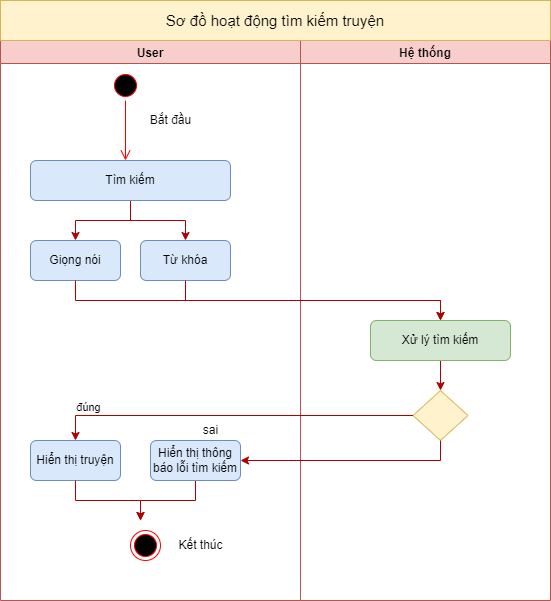 Sơ đồ hoạt động tìm kiếm truyện
User
Hệ thống
Bắt đầu
Tìm kiếm
Giọng nói
Từ khóa
Xử lý tìm kiếm
đúng
sai
Hiển thị truyện
Hiển thị thông
báo lỗi tìm kiếm
Kết thúc